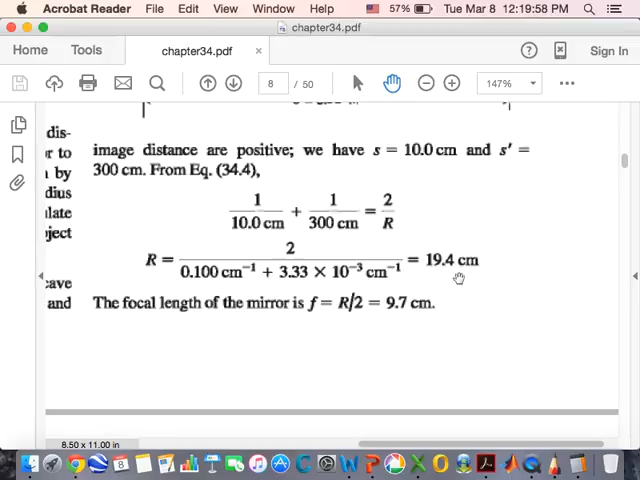 Acrobat Reader File Edit View Window Help 57% Wed Mar 8 12:19:58 PM
chapter34.pdf
Home Tools chapter34.pdf × ? Sign In
8 / 50 147%
dis-
r to
by
dius
ulate
ject
cave
and
image distance are positive; we have s = 10.0 cm and s′ =
300 cm. From Eq. (34.4),
1/10.0 cm + 1/300 cm = 2/R
R = 2/(0.100 cm⁻¹ + 3.33 × 10⁻³ cm⁻¹) = 19.4 cm
The focal length of the mirror is f = R/2 = 9.7 cm.
8.50 x 11.00 in